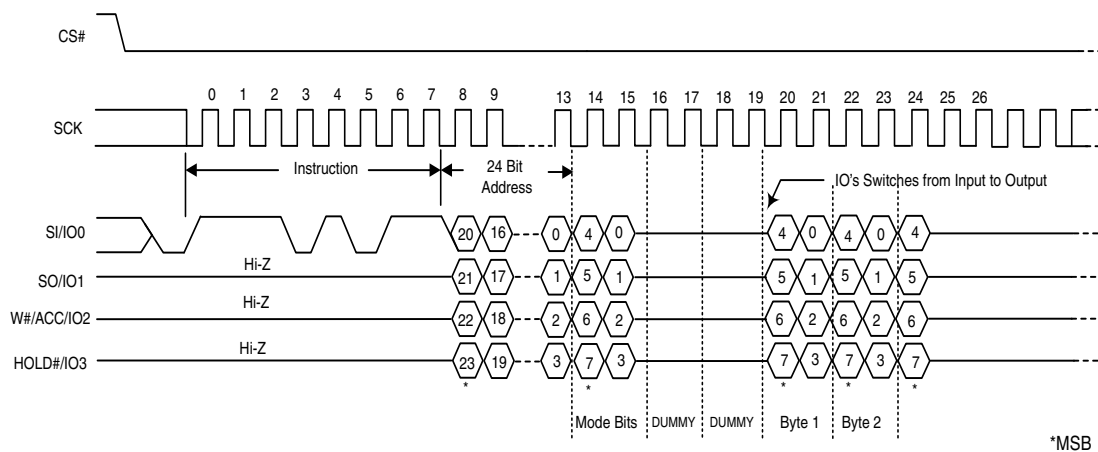 CS#
0 1 2 3 4 5 6 7 8 9 13 14 15 16 17 18 19 20 21 22 23 24 25 26
SCK
Instruction
24 Bit
Address
IO's Switches from Input to Output
SI/IO0 20 16 0 4 0 4 0 4 0 4
Hi-Z
SO/IO1 21 17 1 5 1 5 1 5 1 5
Hi-Z
W#/ACC/IO2 22 18 2 6 2 6 2 6 2 6
Hi-Z
HOLD#/IO3 23 19 3 7 3 7 3 7 3 7
* * * * *
Mode Bits DUMMY DUMMY Byte 1 Byte 2
*MSB